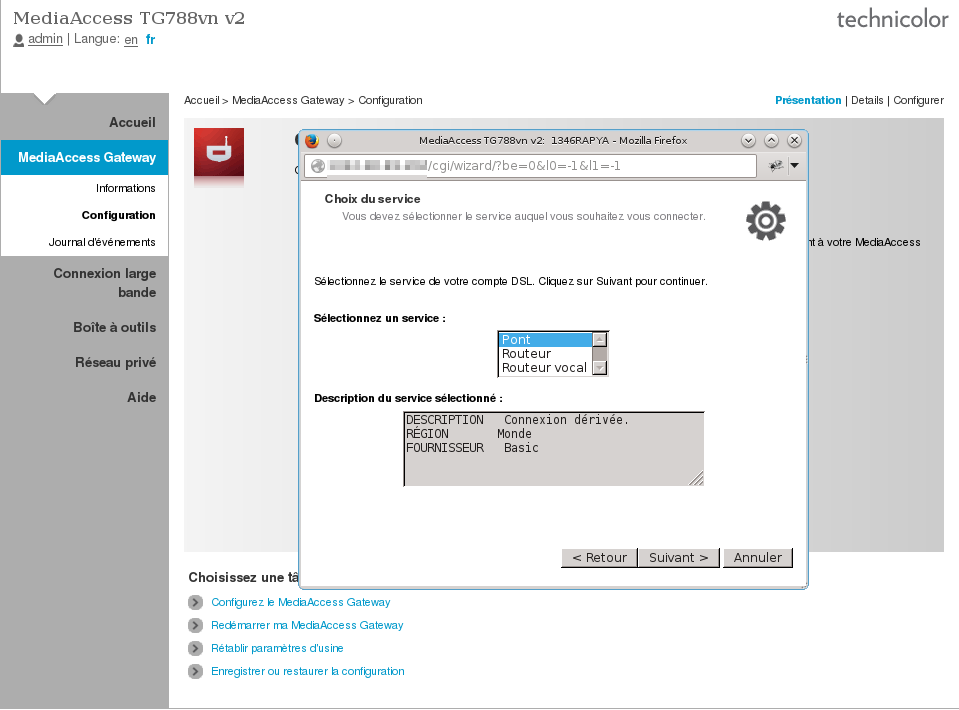 MediaAccess TG788vn v2
technicolor
admin | Langue: en fr
Accueil > MediaAccess Gateway > Configuration
Présentation | Details | Configurer
Accueil
MediaAccess Gateway
Informations
Configuration
Journal d'événements
Connexion large
bande
Boîte à outils
Réseau privé
Aide
MediaAccess TG788vn v2: 1346RAPYA - Mozilla Firefox
/cgi/wizard/?be=0&l0=-1&l1=-1
Choix du service
Vous devez sélectionner le service auquel vous souhaitez vous connecter.
à votre MediaAccess
Sélectionnez le service de votre compte DSL. Cliquez sur Suivant pour continuer.
Sélectionnez un service :
Pont
Routeur
Routeur vocal
Description du service sélectionné :
DESCRIPTION Connexion dérivée.
RÉGION Monde
FOURNISSEUR Basic
< Retour Suivant > Annuler
Choisissez une
Configurez le MediaAccess Gateway
Redémarrer ma MediaAccess Gateway
Rétablir paramètres d'usine
Enregistrer ou restaurer la configuration